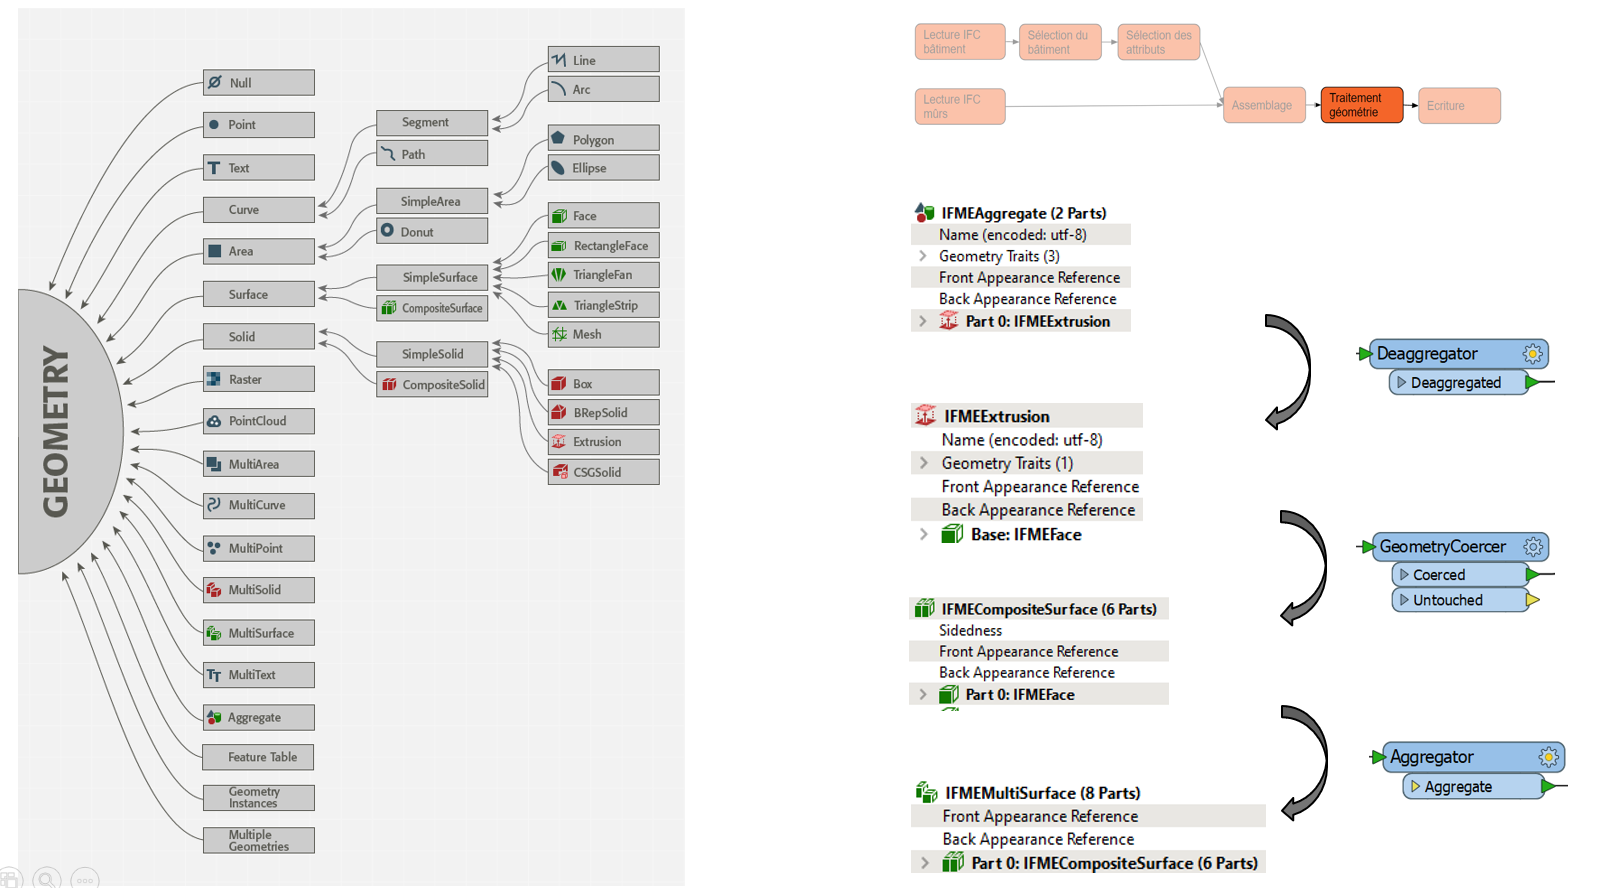 GEOMETRY
Null
Point
Text
Curve
Area
Surface
Solid
Raster
PointCloud
MultiArea
MultiCurve
MultiPoint
MultiSolid
MultiSurface
MultiText
Aggregate
Feature Table
Geometry
Instances
Multiple
Geometries
Segment
Path
SimpleArea
Donut
SimpleSurface
CompositeSurface
SimpleSolid
CompositeSolid
Line
Arc
Polygon
Ellipse
Face
RectangleFace
TriangleFan
TriangleStrip
Mesh
Box
BRepSolid
Extrusion
CSGSolid
Lecture IFC
bâtiment
Sélection du
bâtiment
Sélection des
attributs
Lecture IFC
mûrs
Assemblage
Traitement
géométrie
Ecriture
IFMEAggregate (2 Parts)
Name (encoded: utf-8)
Geometry Traits (3)
Front Appearance Reference
Back Appearance Reference
Part 0: IFMEExtrusion
Deaggregator
Deaggregated
IFMEExtrusion
Name (encoded: utf-8)
Geometry Traits (1)
Front Appearance Reference
Back Appearance Reference
Base: IFMEFace
GeometryCoercer
Coerced
Untouched
IFMECompositeSurface (6 Parts)
Sidedness
Front Appearance Reference
Back Appearance Reference
Part 0: IFMEFace
Aggregator
Aggregate
IFMEMultiSurface (8 Parts)
Front Appearance Reference
Back Appearance Reference
Part 0: IFMECompositeSurface (6 Parts)